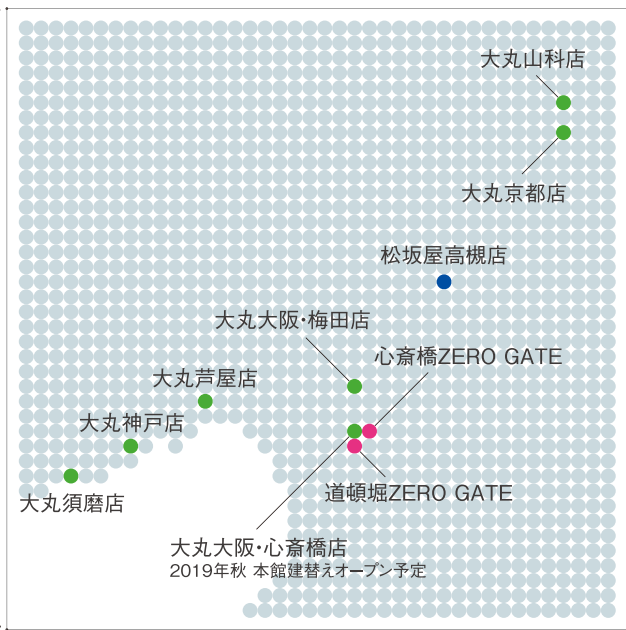 大丸山科店
大丸京都店
松坂屋高槻店
大丸大阪・梅田店
心斎橋ZERO GATE
大丸芦屋店
大丸神戸店
道頓堀ZERO GATE
大丸須磨店
大丸大阪・心斎橋店
2019年秋 本館建替えオープン予定